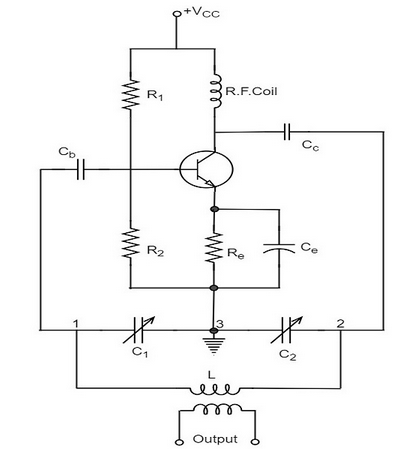 +VCC
R1
R.F.Coil
Cb
Cc
R2
Re
Ce
1
3
2
C1
C2
L
Output